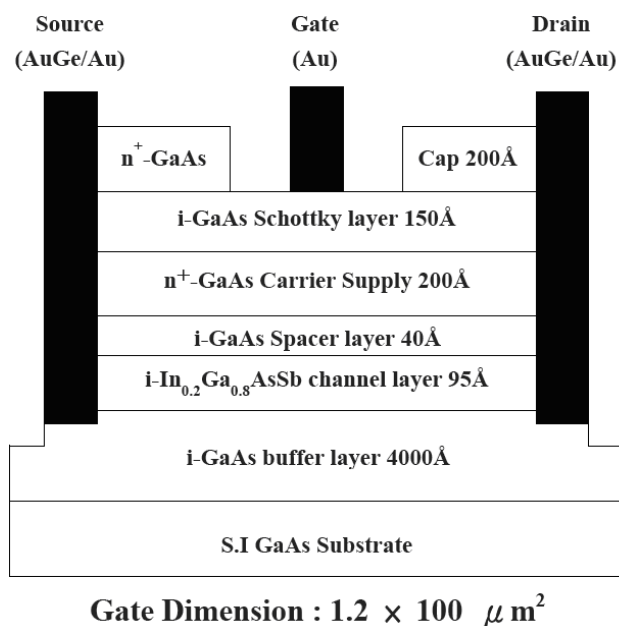 Source Gate Drain
(AuGe/Au) (Au) (AuGe/Au)
n⁺-GaAs Cap 200Å
i-GaAs Schottky layer 150Å
n⁺-GaAs Carrier Supply 200Å
i-GaAs Spacer layer 40Å
i-In₀.₂Ga₀.₈AsSb channel layer 95Å
i-GaAs buffer layer 4000Å
S.I GaAs Substrate
Gate Dimension : 1.2 × 100 μm²